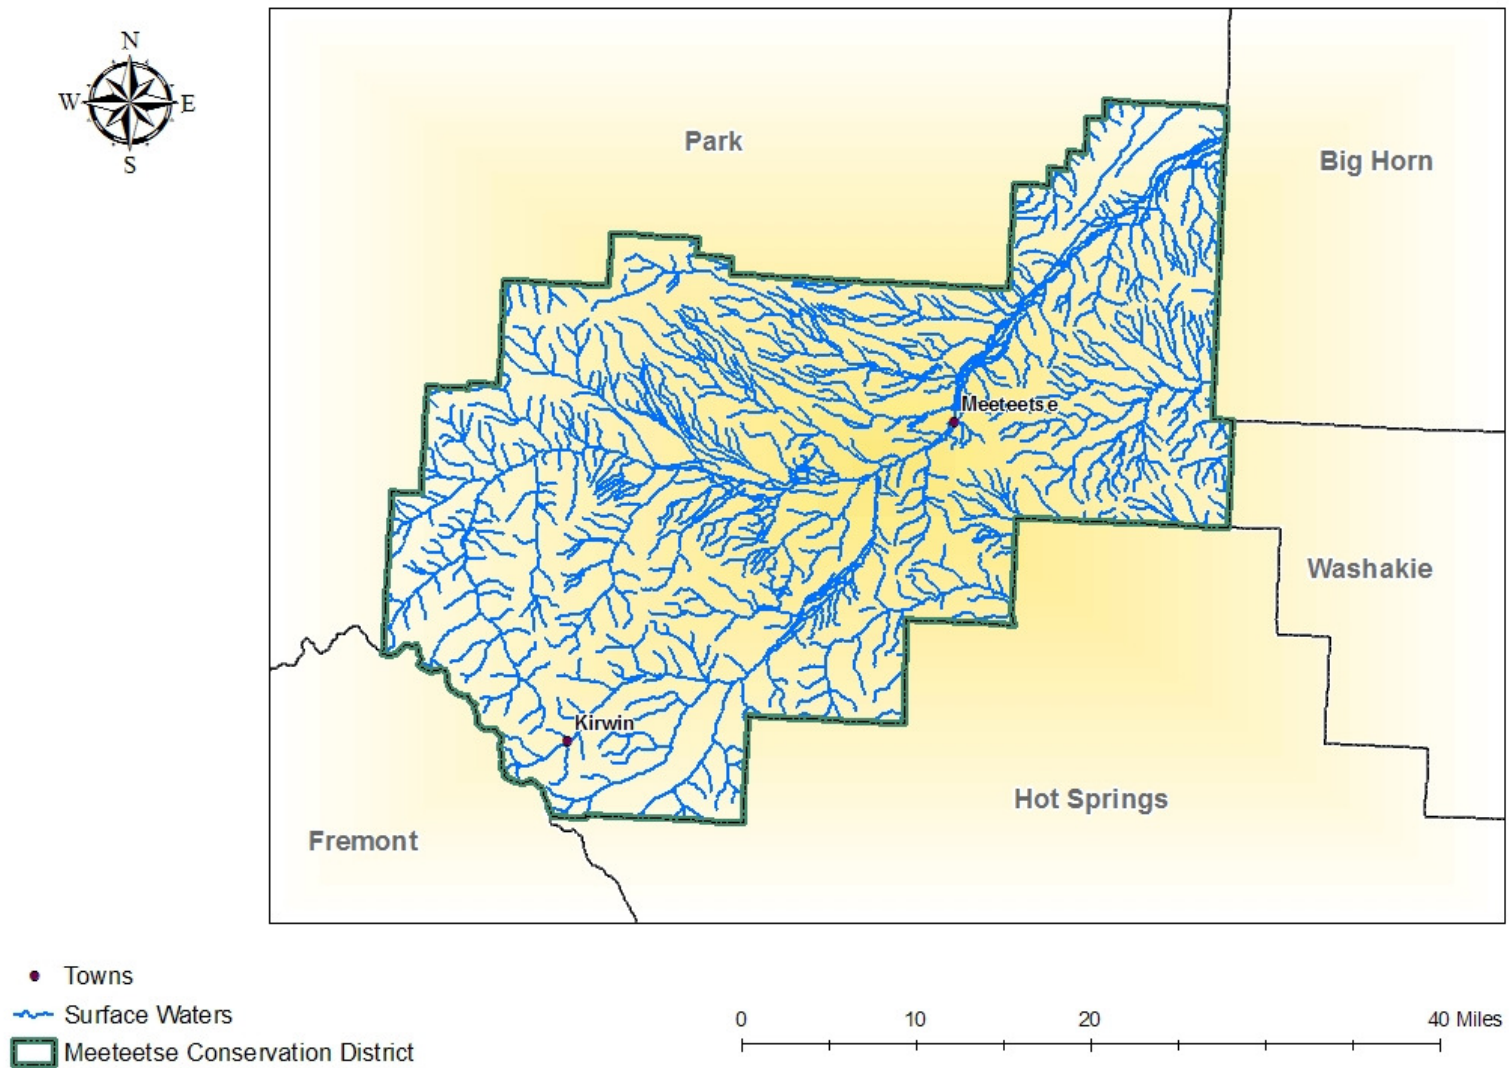 N
W E
S
Park
Big Horn
Meeteetse
Washakie
Kirwin
Hot Springs
Fremont
Towns
Surface Waters
Meeteetse Conservation District
0 10 20 40 Miles